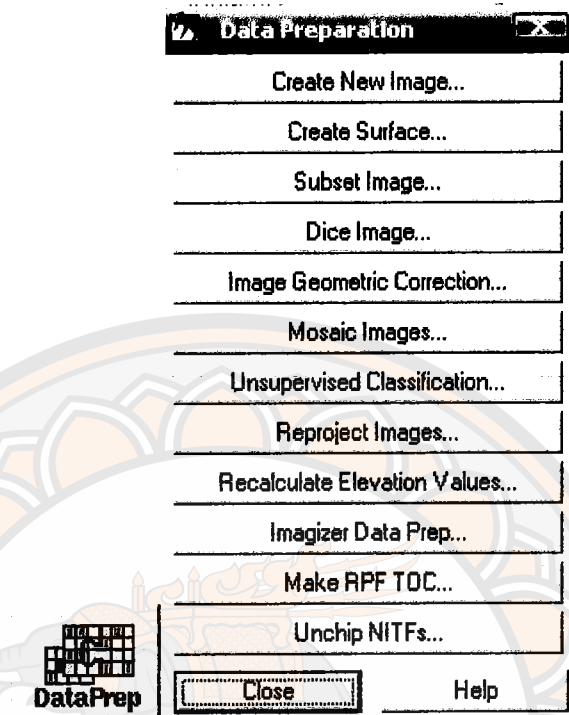 Data Preparation
Create New Image...
Create Surface...
Subset Image...
Dice Image...
Image Geometric Correction...
Mosaic Images...
Unsupervised Classification...
Reproject Images...
Recalculate Elevation Values...
Imagizer Data Prep...
Make RPF TOC...
Unchip NITFs...
Close Help
DataPrep